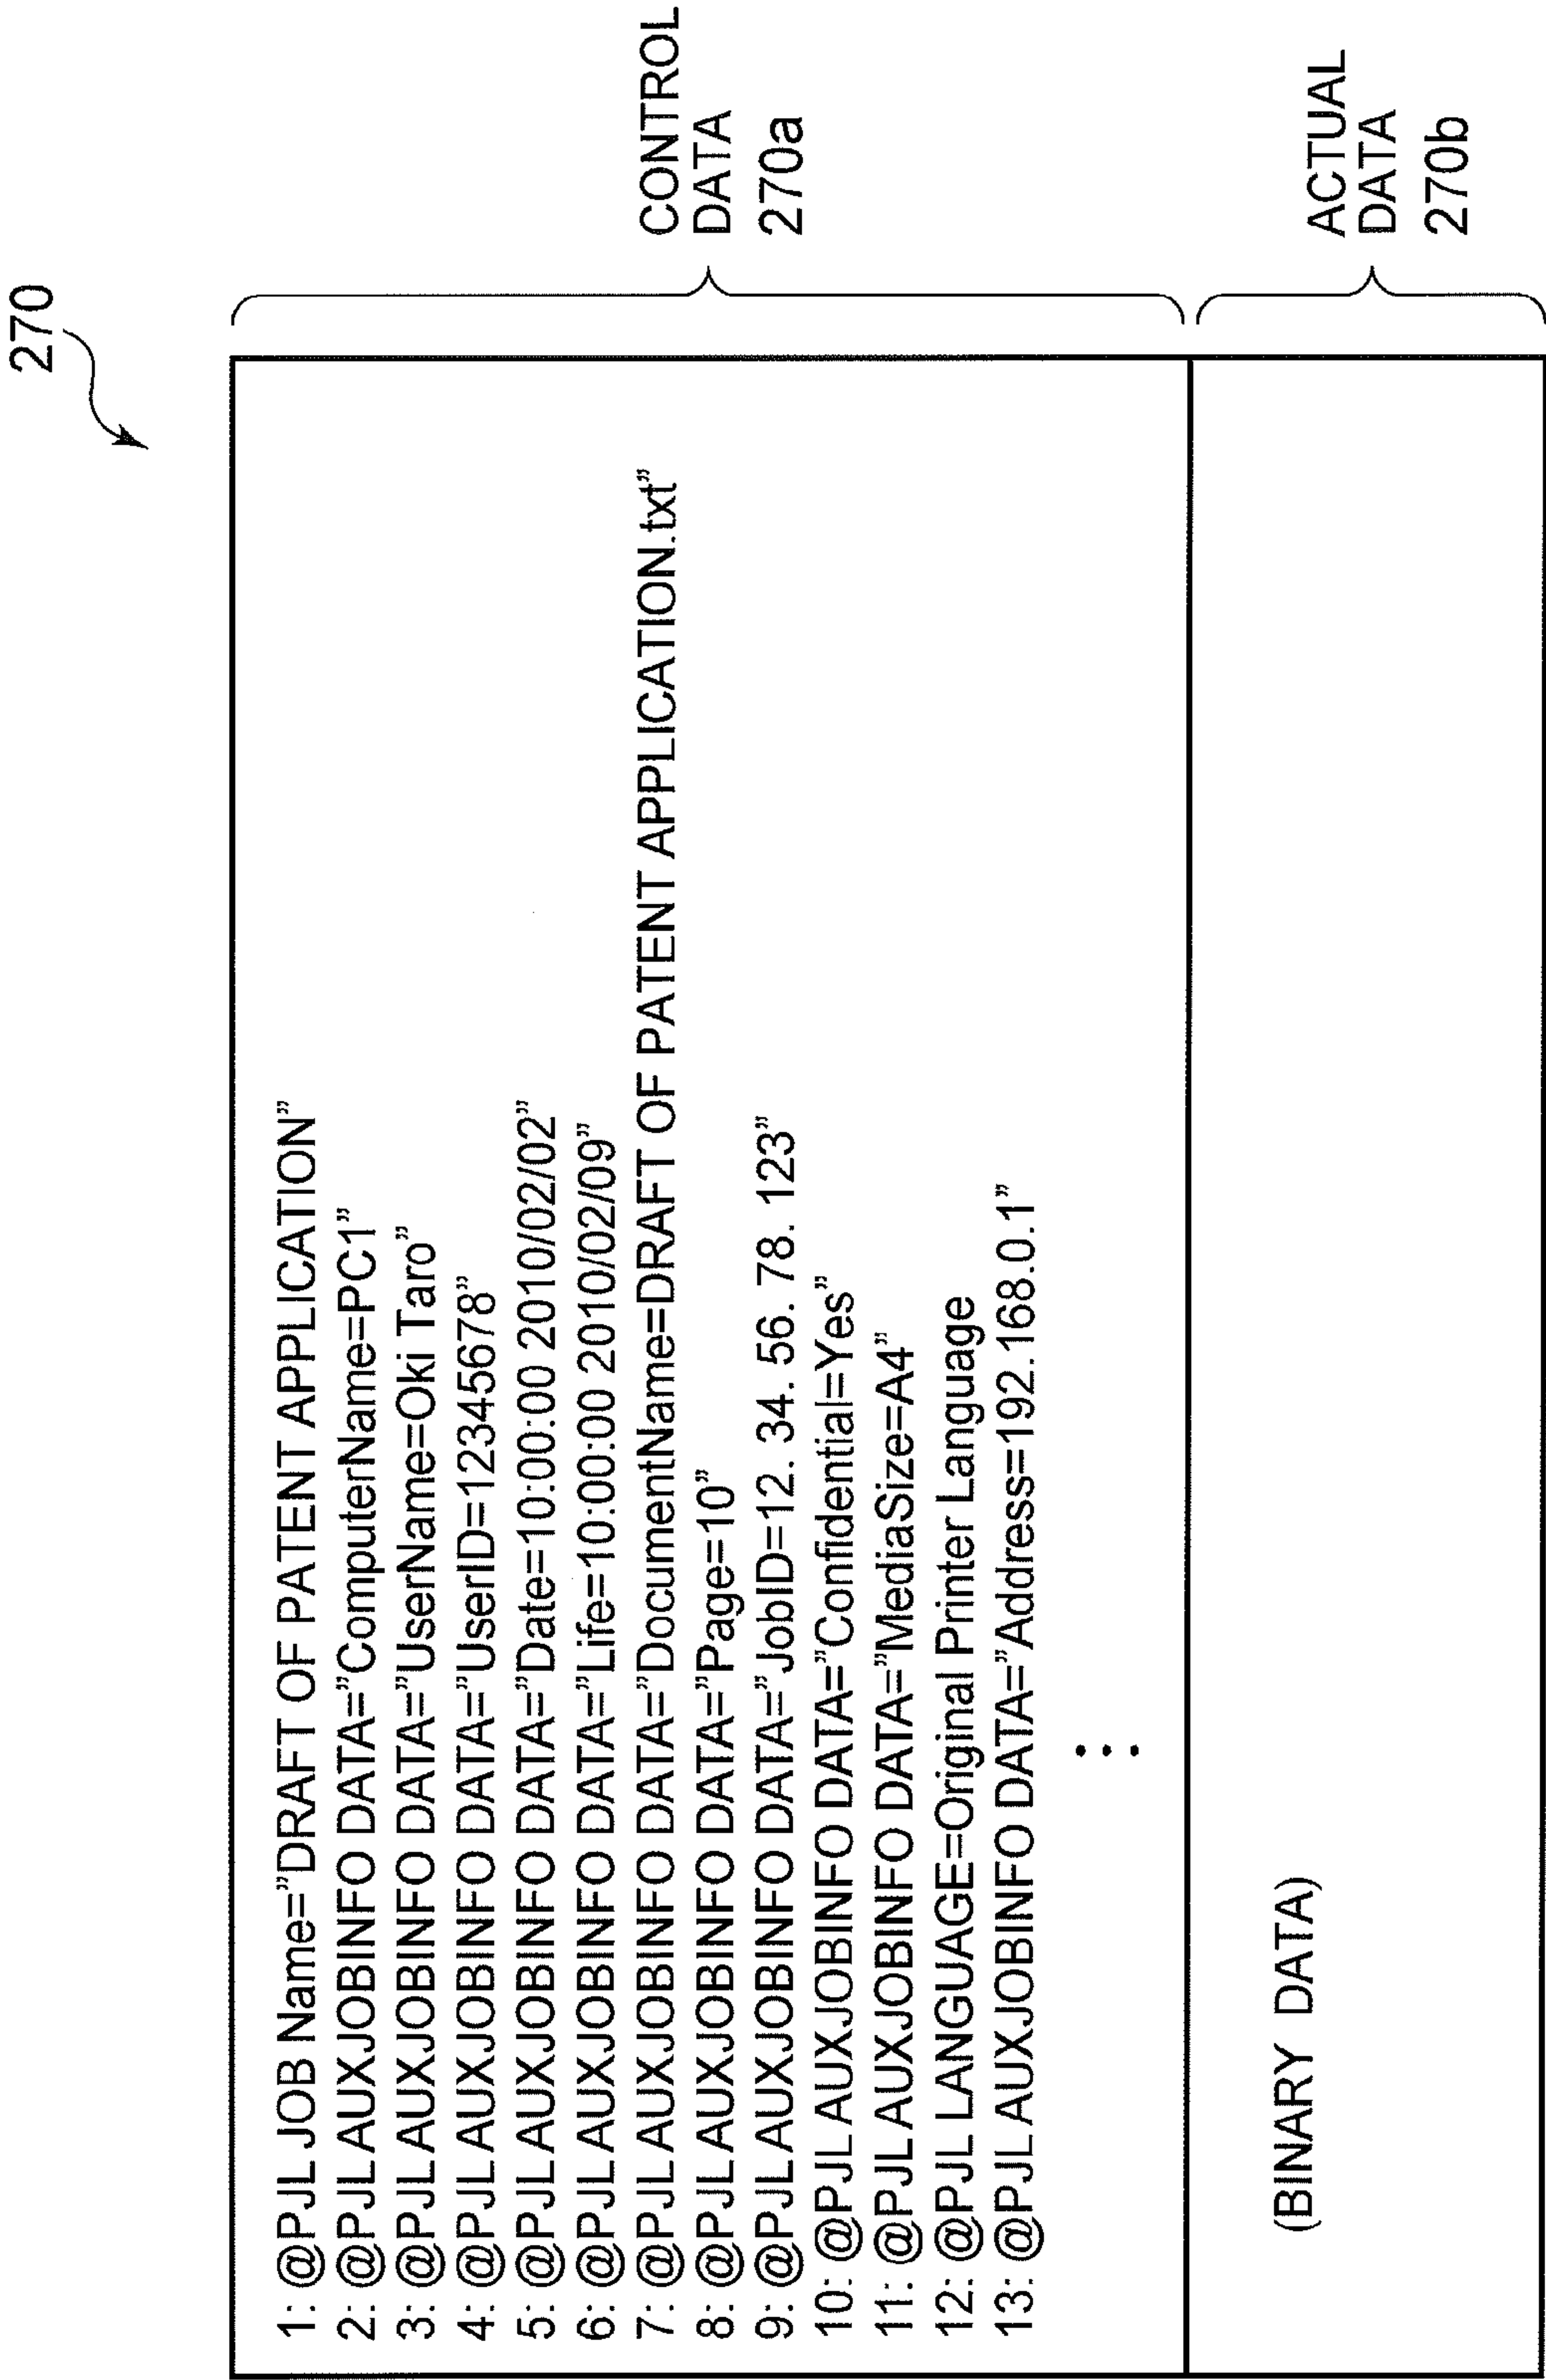 270
1: @PJL JOB Name=”DRAFT OF PATENT APPLICATION”
2: @PJL AUXJOBINFO DATA=”ComputerName=PC1”
3: @PJL AUXJOBINFO DATA=”UserName=Oki Taro”
4: @PJL AUXJOBINFO DATA=”UserID=12345678”
5: @PJL AUXJOBINFO DATA=”Date=10:00:00 2010/02/02”
6: @PJL AUXJOBINFO DATA=”Life=10:00:00 2010/02/09”
7: @PJL AUXJOBINFO DATA=”DocumentName=DRAFT OF PATENT APPLICATION.txt”
8: @PJL AUXJOBINFO DATA=”Page=10”
9: @PJL AUXJOBINFO DATA=”JobID=12. 34. 56. 78. 123”
10: @PJL AUXJOBINFO DATA=”Confidential=Yes”
11: @PJL AUXJOBINFO DATA=”MediaSize=A4”
12: @PJL LANGUAGE=Original Printer Language
13: @PJL AUXJOBINFO DATA=”Address=192.168.0.1”
⋮
CONTROL
DATA
270a
(BINARY DATA)
ACTUAL
DATA
270b